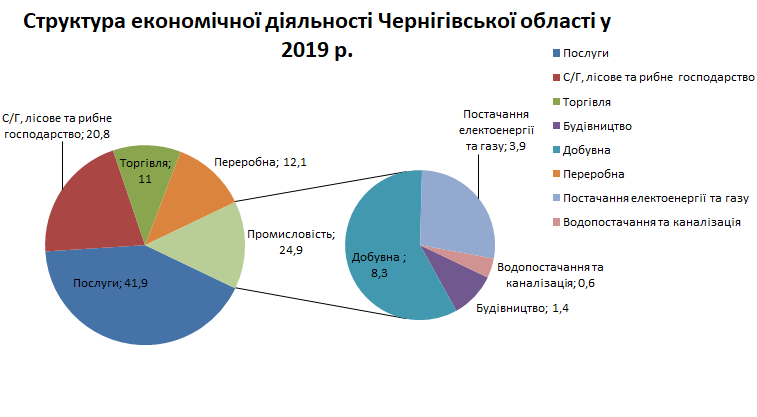 Структура економічної діяльності Чернігівської області у
2019 р.
Послуги
С/Г, лісове та рибне господарство
Торгівля
Будівництво
Добувна
Переробна
Постачання електоенергії та газу
Водопостачання та каналізація
С/Г, лісове та рибне
господарство; 20,8
Торгівля;
11
Переробна; 12,1
Промисловість;
24,9
Послуги; 41,9
Постачання
електоенергії
та газу; 3,9
Добувна ;
8,3
Водопостачання та
каналізація; 0,6
Будівництво; 1,4